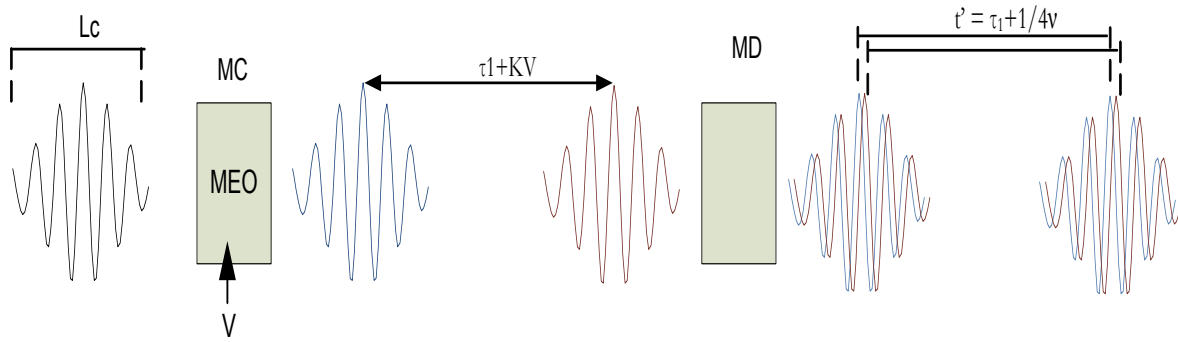 Lc
MC
MEO
V
τ1+KV
MD
t’ = τ₁+1/4ν